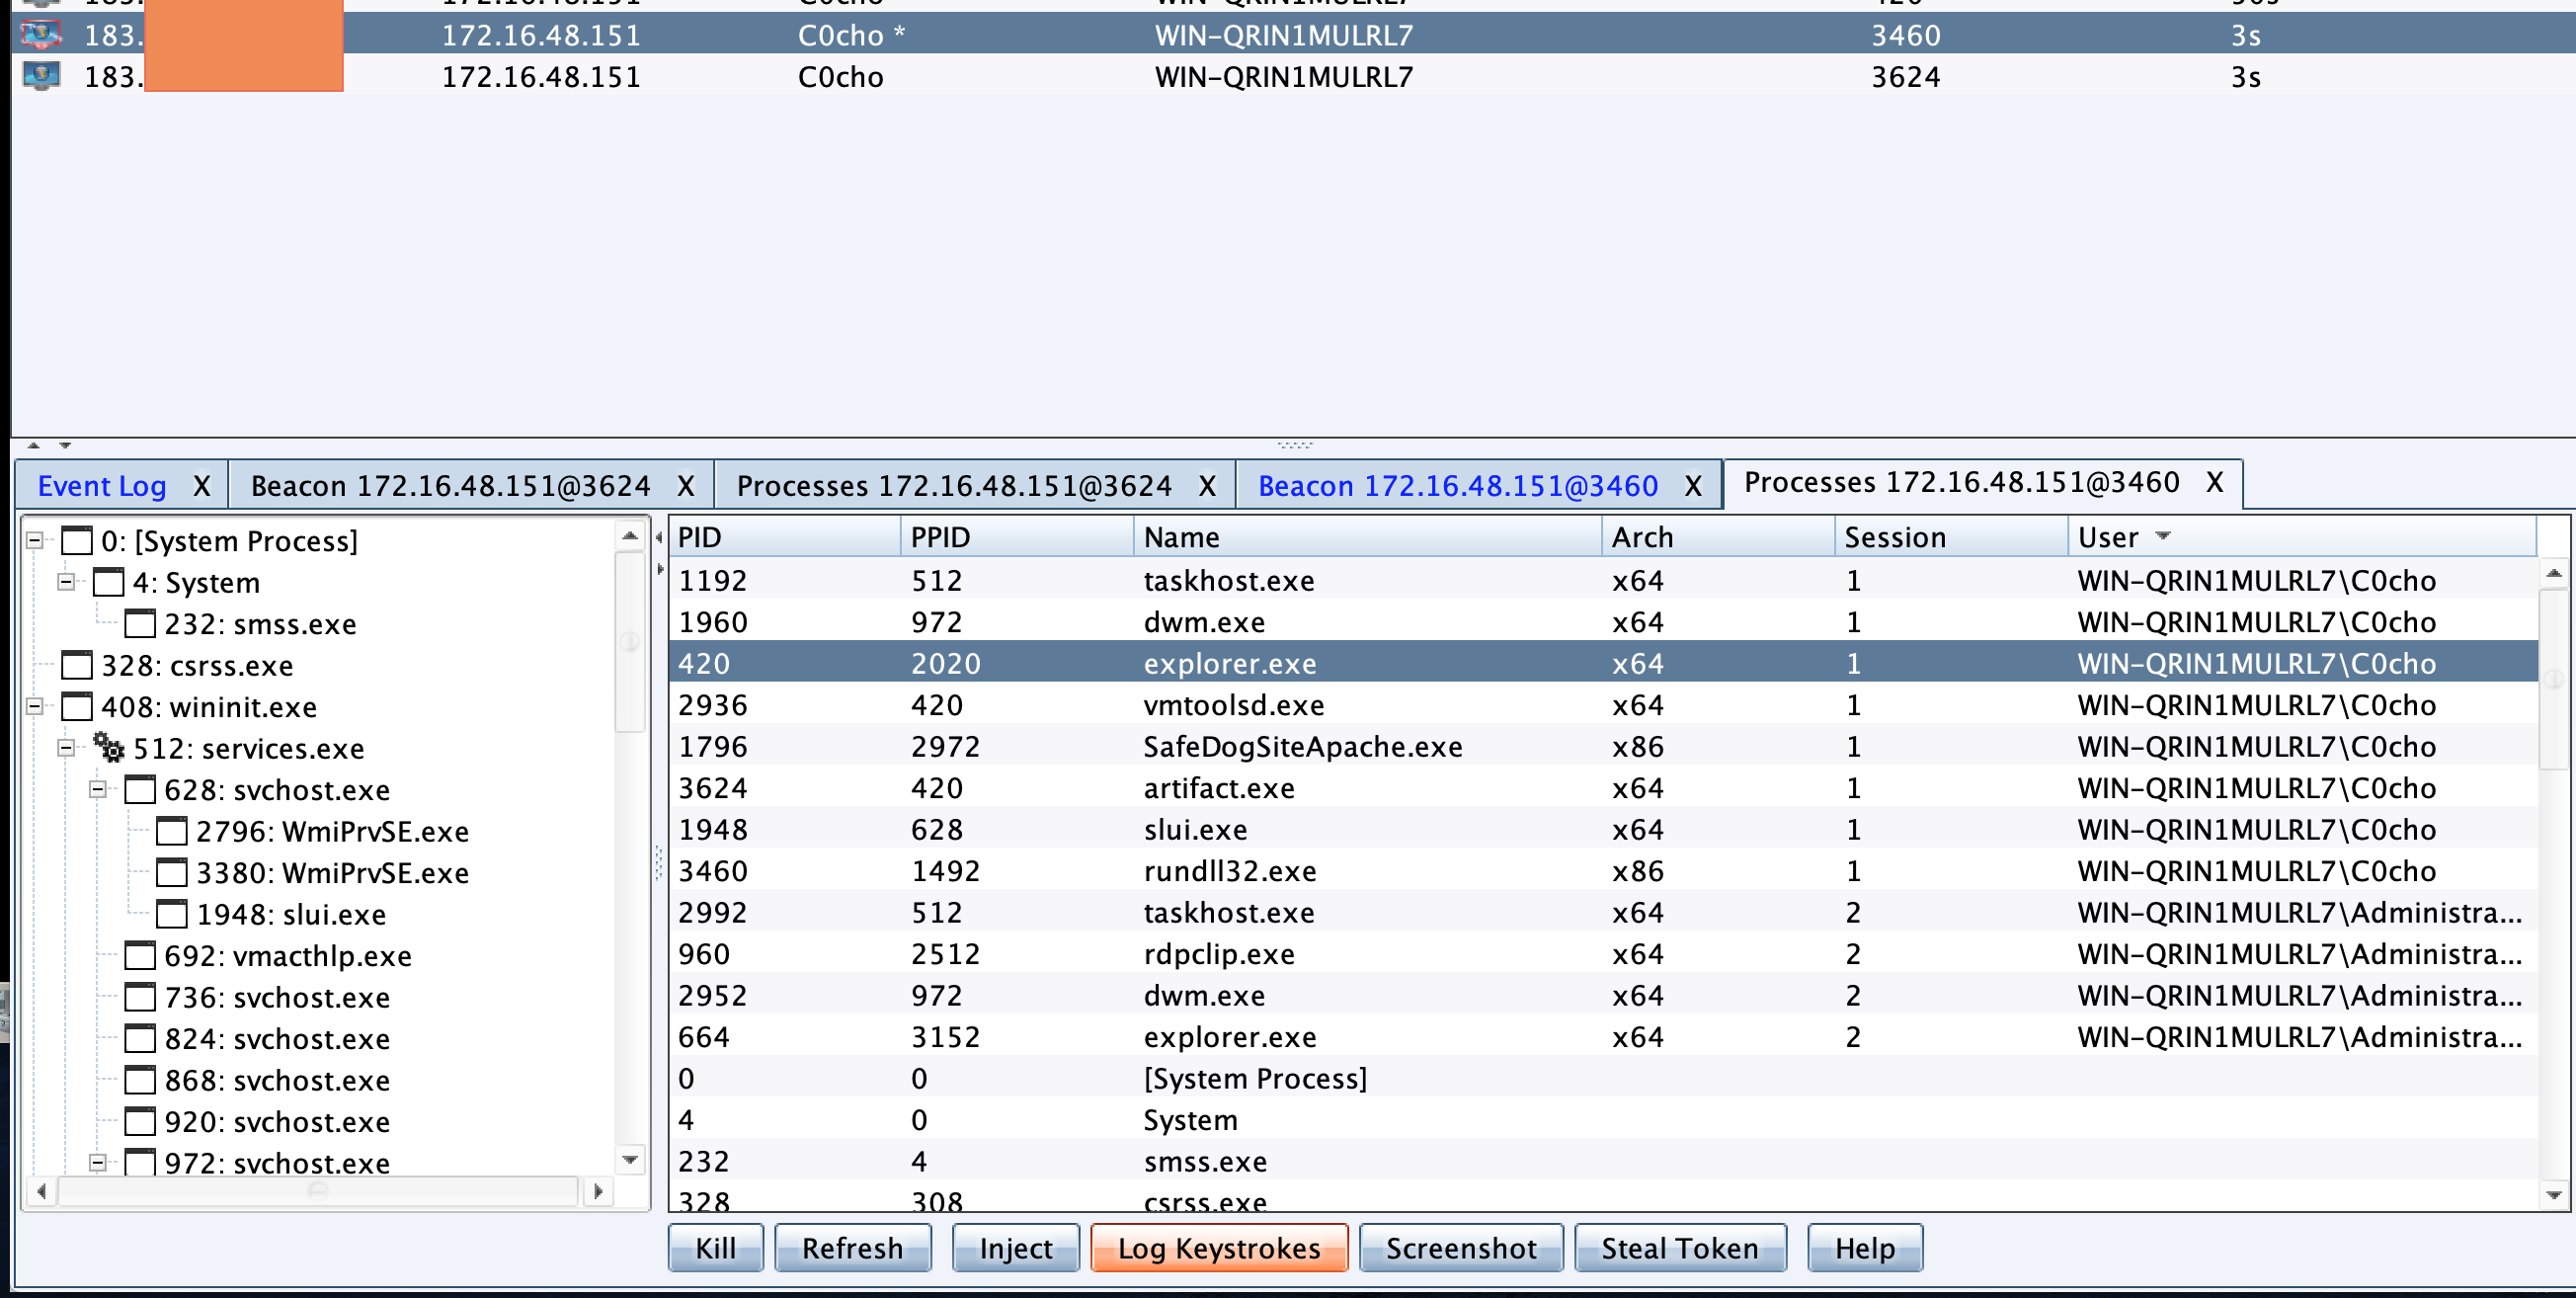 183. C0cho WIN-QRIN1MULRL7 420
183. 172.16.48.151 C0cho * WIN-QRIN1MULRL7 3460 3s
183. 172.16.48.151 C0cho WIN-QRIN1MULRL7 3624 3s
Event Log X Beacon 172.16.48.151@3624 X Processes 172.16.48.151@3624 X Beacon 172.16.48.151@3460 X Processes 172.16.48.151@3460 X
0: [System Process]
4: System
232: smss.exe
328: csrss.exe
408: wininit.exe
512: services.exe
628: svchost.exe
2796: WmiPrvSE.exe
3380: WmiPrvSE.exe
1948: slui.exe
692: vmacthlp.exe
736: svchost.exe
824: svchost.exe
868: svchost.exe
920: svchost.exe
972: svchost.exe
PID PPID Name Arch Session User
1192 512 taskhost.exe x64 1 WIN-QRIN1MULRL7\C0cho
1960 972 dwm.exe x64 1 WIN-QRIN1MULRL7\C0cho
420 2020 explorer.exe x64 1 WIN-QRIN1MULRL7\C0cho
2936 420 vmtoolsd.exe x64 1 WIN-QRIN1MULRL7\C0cho
1796 2972 SafeDogSiteApache.exe x86 1 WIN-QRIN1MULRL7\C0cho
3624 420 artifact.exe x64 1 WIN-QRIN1MULRL7\C0cho
1948 628 slui.exe x64 1 WIN-QRIN1MULRL7\C0cho
3460 1492 rundll32.exe x86 1 WIN-QRIN1MULRL7\C0cho
2992 512 taskhost.exe x64 2 WIN-QRIN1MULRL7\Administra...
960 2512 rdpclip.exe x64 2 WIN-QRIN1MULRL7\Administra...
2952 972 dwm.exe x64 2 WIN-QRIN1MULRL7\Administra...
664 3152 explorer.exe x64 2 WIN-QRIN1MULRL7\Administra...
0 0 [System Process]
4 0 System
232 4 smss.exe
328 308 csrss.exe
Kill Refresh Inject Log Keystrokes Screenshot Steal Token Help